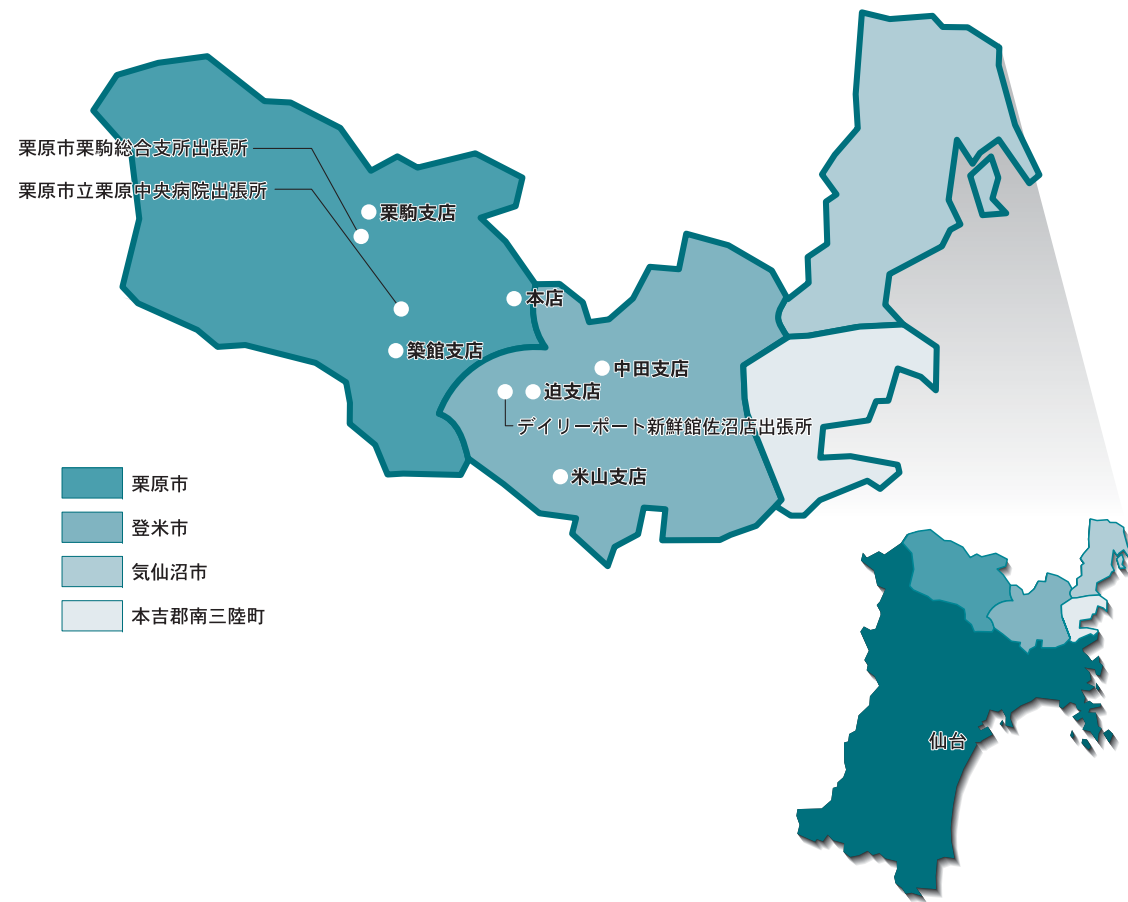 栗原市栗駒総合支所出張所
栗原市立栗原中央病院出張所
栗駒支店
本店
築館支店
中田支店
迫支店
デイリーポート新鮮館佐沼店出張所
米山支店
栗原市
登米市
気仙沼市
本吉郡南三陸町
仙台